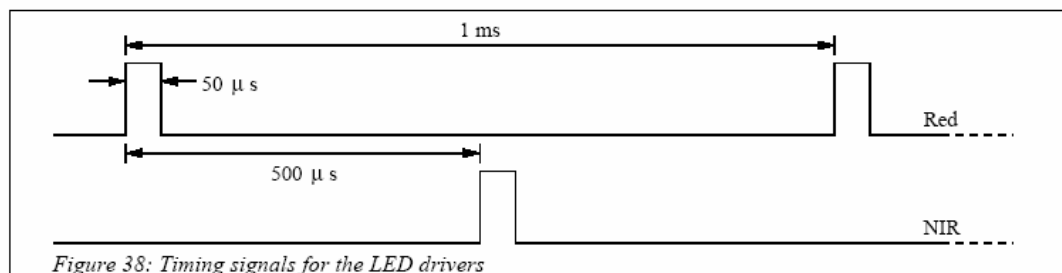 1 ms
50 μ s
Red
500 μ s
NIR
Figure 38: Timing signals for the LED drivers